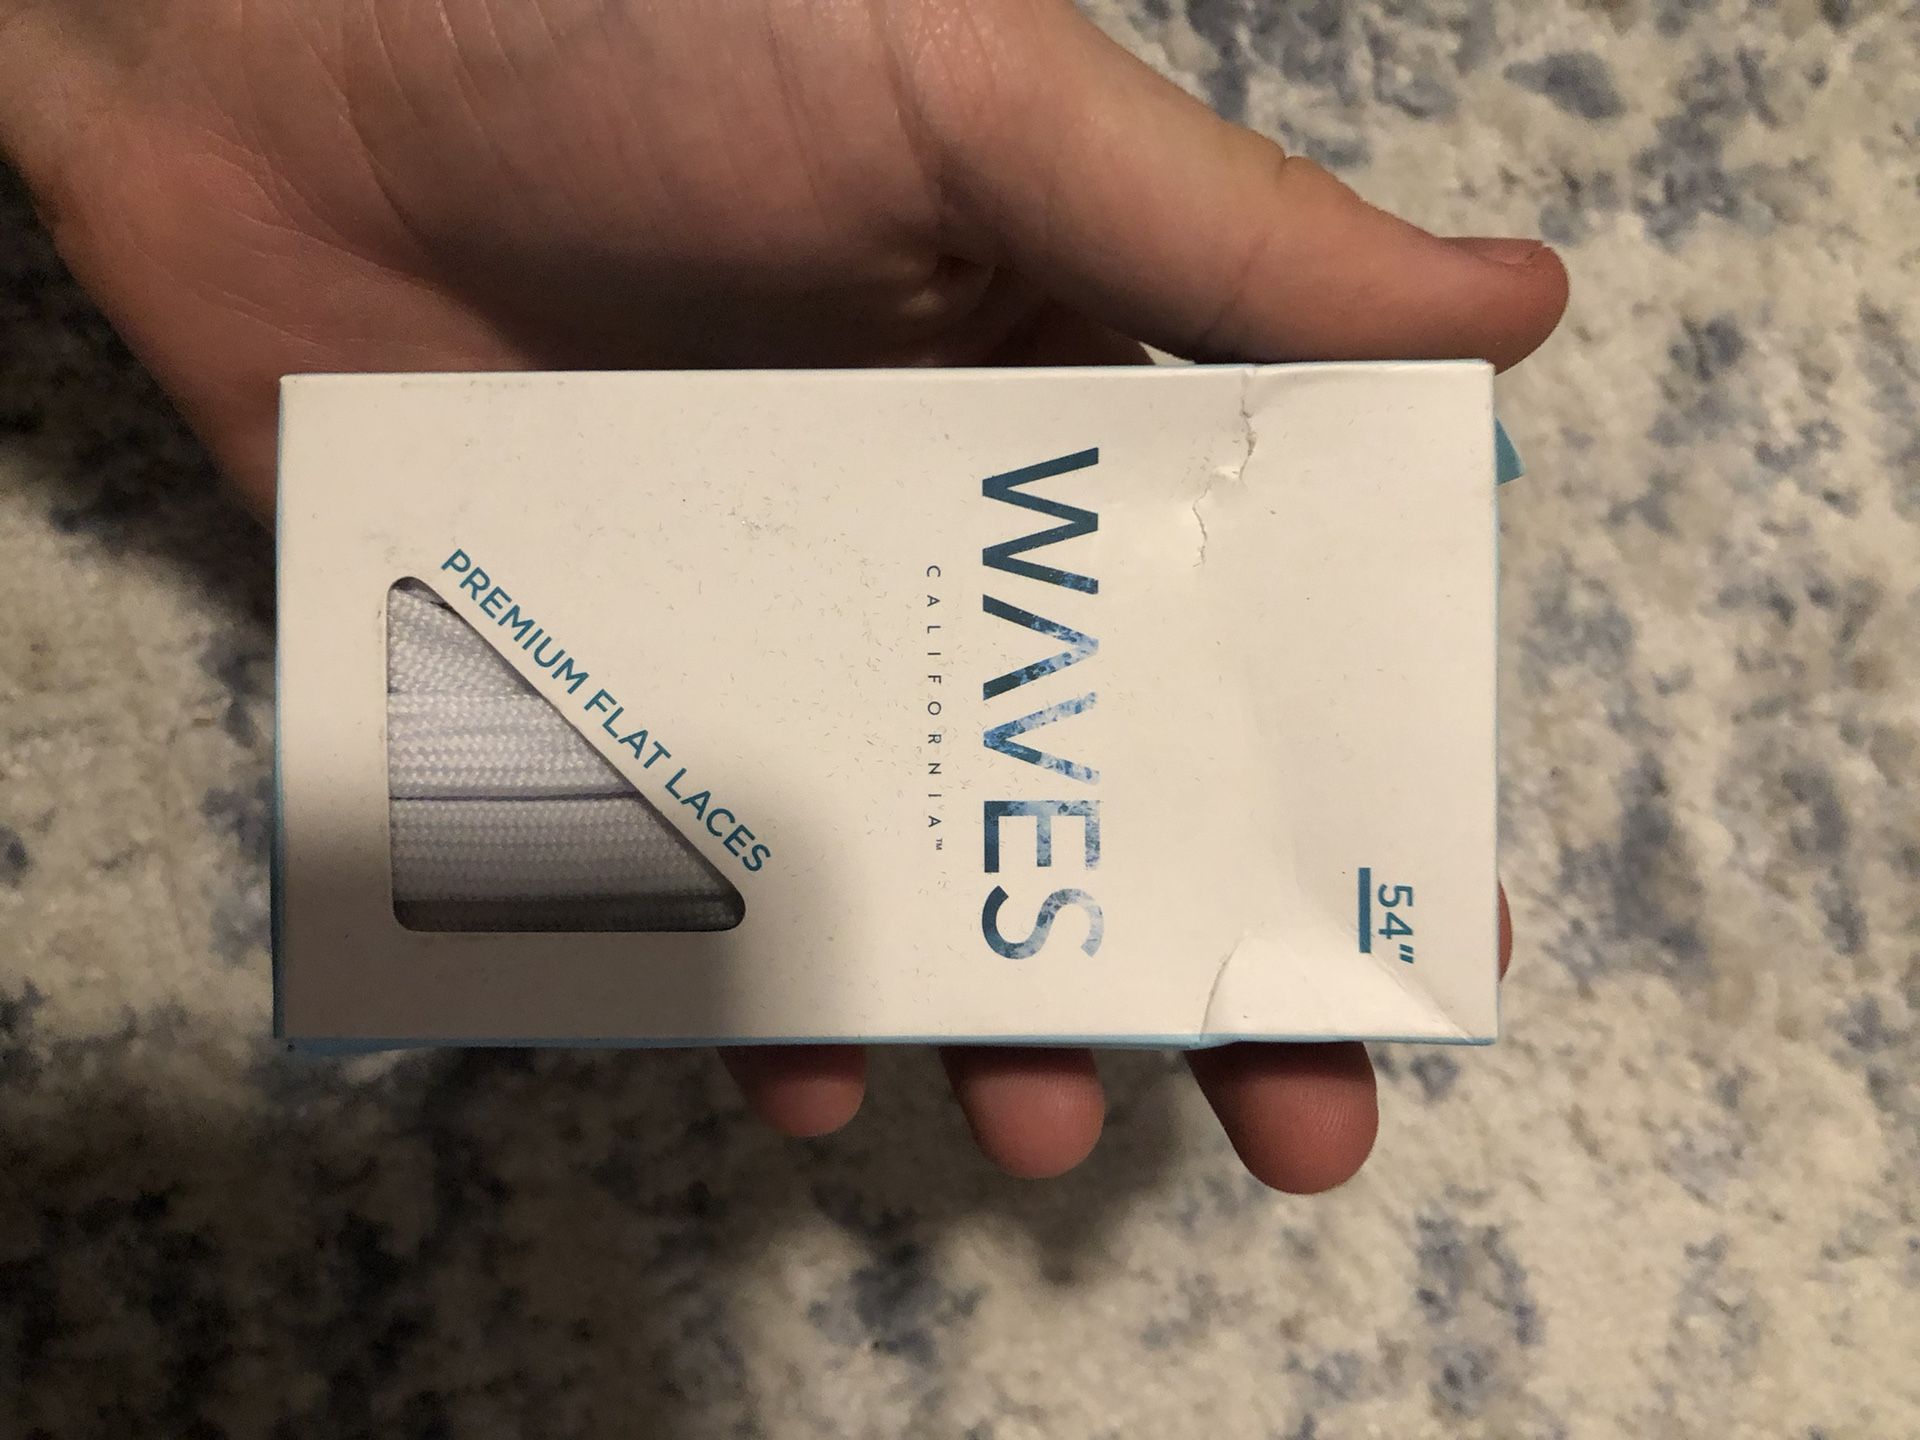 54"
WAVES
CALIFORNIA™
PREMIUM FLAT LACES